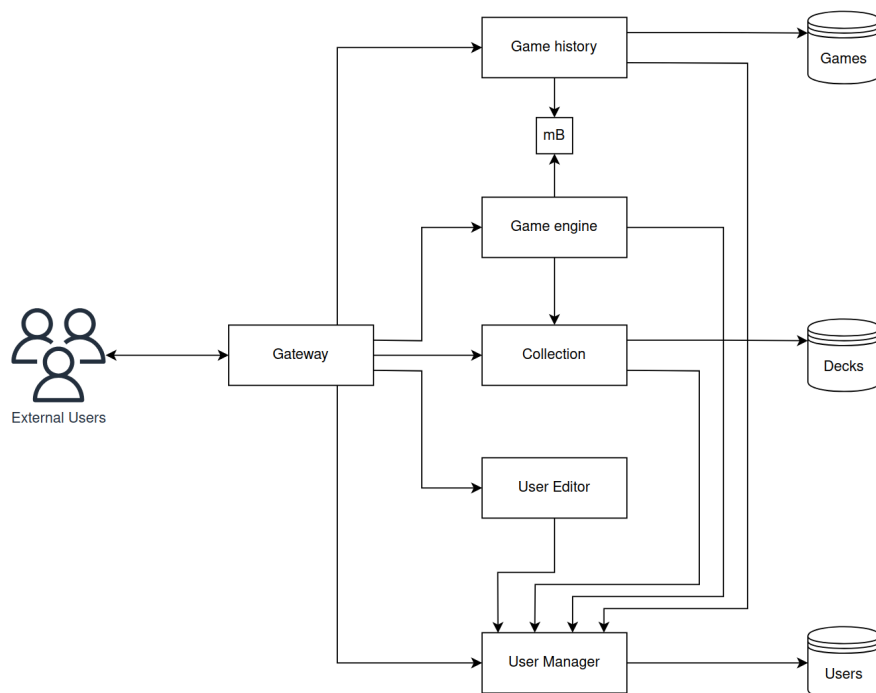 Game history
Games
mB
Game engine
Gateway
Collection
Decks
External Users
User Editor
User Manager
Users